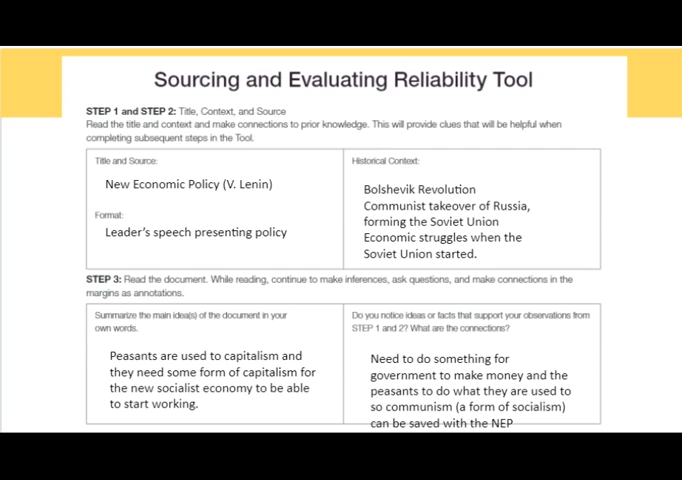 Sourcing and Evaluating Reliability Tool
STEP 1 and STEP 2: Title, Context, and Source
Read the title and context and make connections to prior knowledge. This will provide clues that will be helpful when
completing subsequent steps in the Tool.
Title and Source:
New Economic Policy (V. Lenin)
Format:
Leader's speech presenting policy
Historical Context:
Bolshevik Revolution
Communist takeover of Russia,
forming the Soviet Union
Economic struggles when the
Soviet Union started.
STEP 3: Read the document. While reading, continue to make inferences, ask questions, and make connections in the
margins as annotations.
Summarize the main idea(s) of the document in your
own words.
Peasants are used to capitalism and
they need some form of capitalism for
the new socialist economy to be able
to start working.
Do you notice ideas or facts that support your observations from
STEP 1 and 2? What are the connections?
Need to do something for
government to make money and the
peasants to do what they are used to
so communism (a form of socialism)
can be saved with the NEP